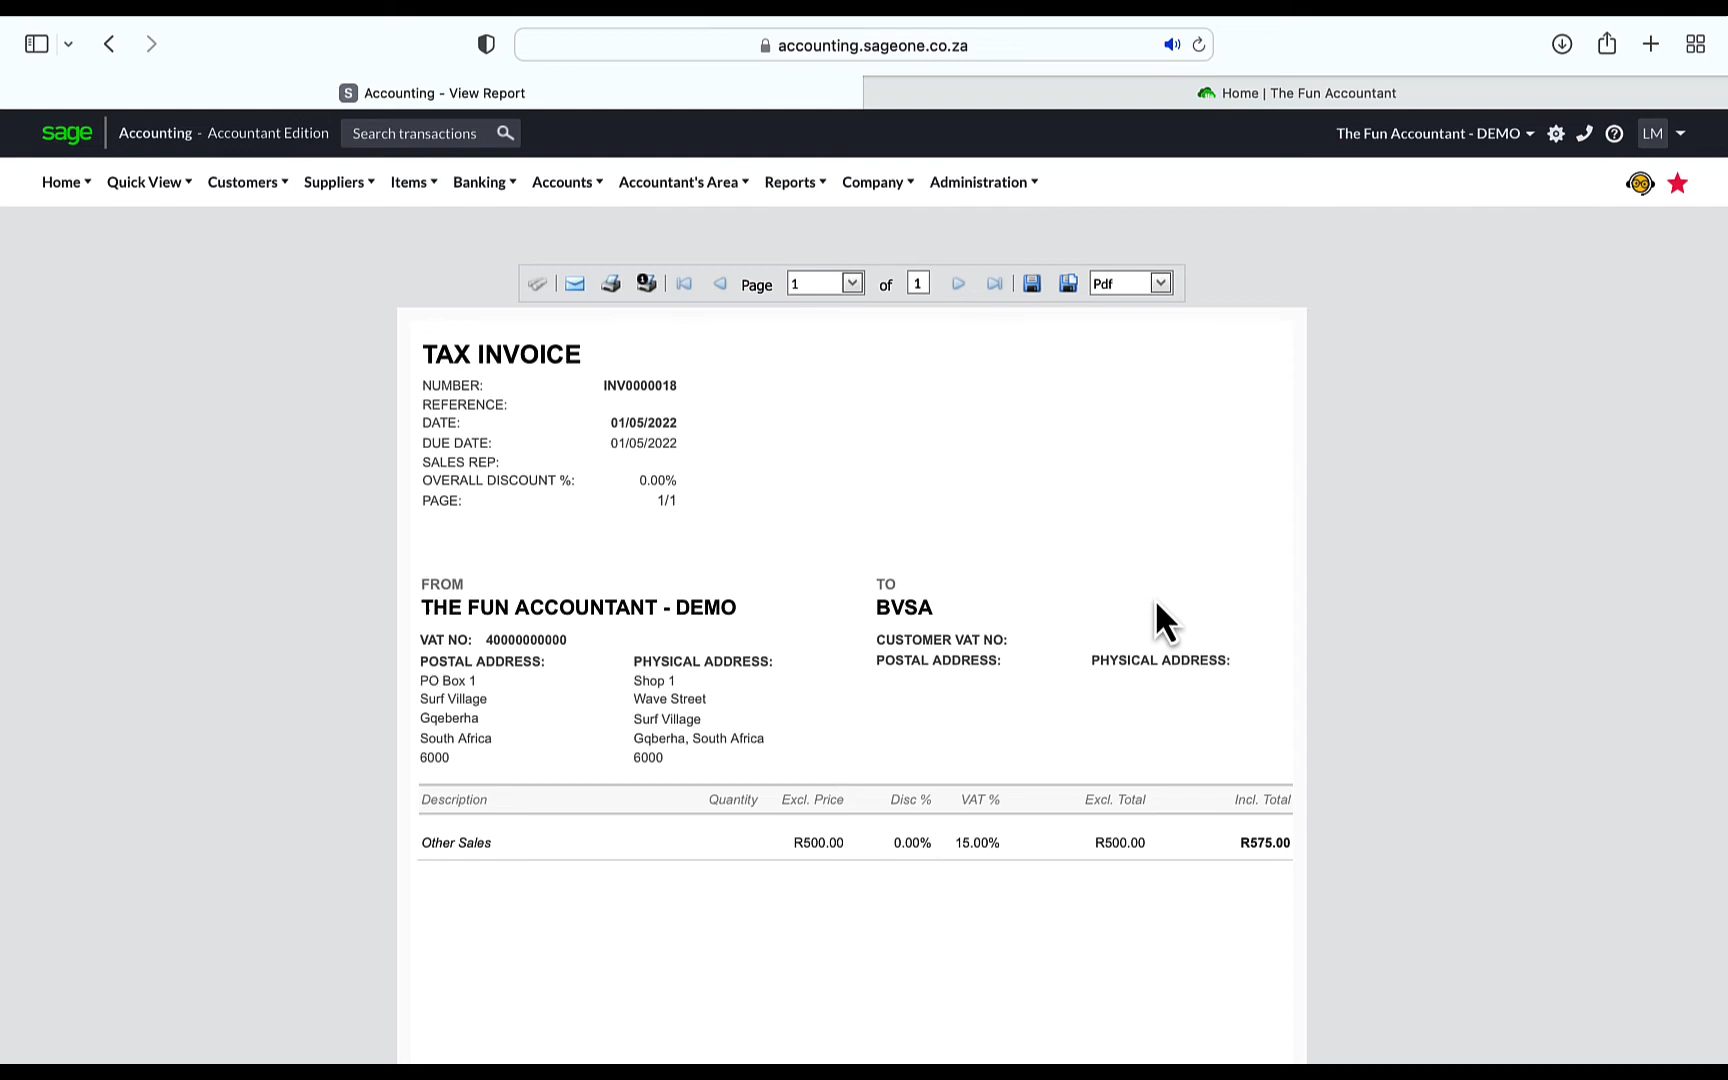 accounting.sageone.co.za
S Accounting - View Report
Home | The Fun Accountant
sage Accounting - Accountant Edition Search transactions The Fun Accountant - DEMO LM
Home Quick View Customers Suppliers Items Banking Accounts Accountant's Area Reports Company Administration
Page 1 of 1 Pdf
TAX INVOICE
NUMBER: INV0000018
REFERENCE:
DATE: 01/05/2022
DUE DATE: 01/05/2022
SALES REP:
OVERALL DISCOUNT %: 0.00%
PAGE: 1/1
FROM
THE FUN ACCOUNTANT - DEMO
VAT NO: 40000000000
POSTAL ADDRESS:
PO Box 1
Surf Village
Gqeberha
South Africa
6000
PHYSICAL ADDRESS:
Shop 1
Wave Street
Surf Village
Gqberha, South Africa
6000
TO
BVSA
CUSTOMER VAT NO:
POSTAL ADDRESS: PHYSICAL ADDRESS:
Description Quantity Excl. Price Disc % VAT % Excl. Total Incl. Total
Other Sales R500.00 0.00% 15.00% R500.00 R575.00